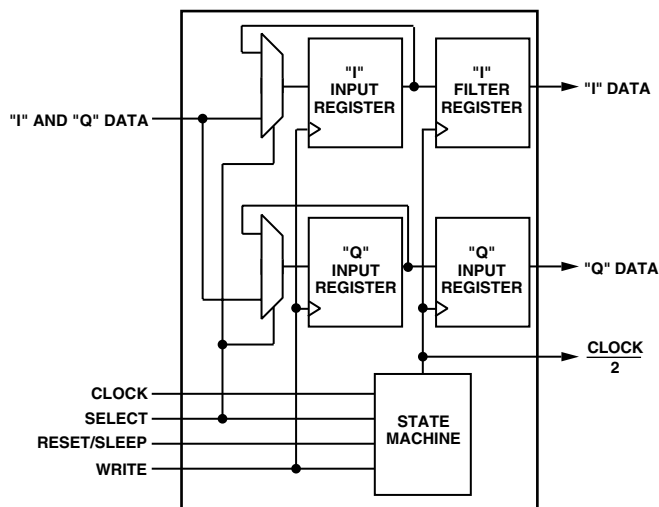 "I"
INPUT
REGISTER
"I"
FILTER
REGISTER
"I" DATA
"I" AND "Q" DATA
"Q"
INPUT
REGISTER
"Q"
INPUT
REGISTER
"Q" DATA
CLOCK
2
CLOCK
SELECT
RESET/SLEEP
WRITE
STATE
MACHINE